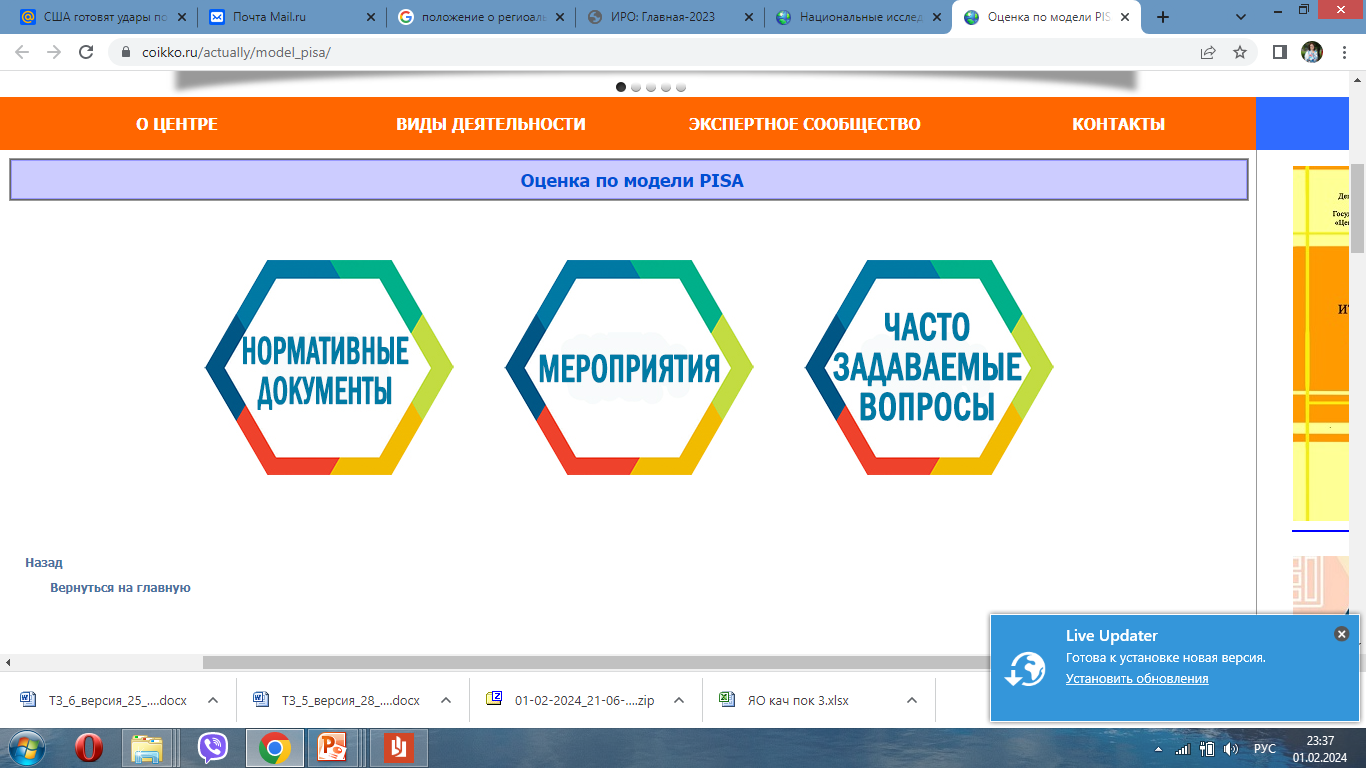 США готовят удары по
Почта Mail.ru
положение о региоаль
ИРО: Главная-2023
Национальные исслед
Оценка по модели PIS
coikko.ru/actually/model_pisa/
О ЦЕНТРЕ
ВИДЫ ДЕЯТЕЛЬНОСТИ
ЭКСПЕРТНОЕ СООБЩЕСТВО
КОНТАКТЫ
Оценка по модели PISA
НОРМАТИВНЫЕ
ДОКУМЕНТЫ
МЕРОПРИЯТИЯ
ЧАСТО
ЗАДАВАЕМЫЕ
ВОПРОСЫ
Назад
Вернуться на главную
Live Updater
Готова к установке новая версия.
Установить обновления
ТЗ_6_версия_25_....docx
ТЗ_5_версия_28_....docx
01-02-2024_21-06-....zip
ЯО кач пок 3.xlsx
РУС
23:37
01.02.2024